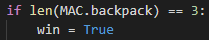 if len(MAC.backpack) == 3:
    win = True